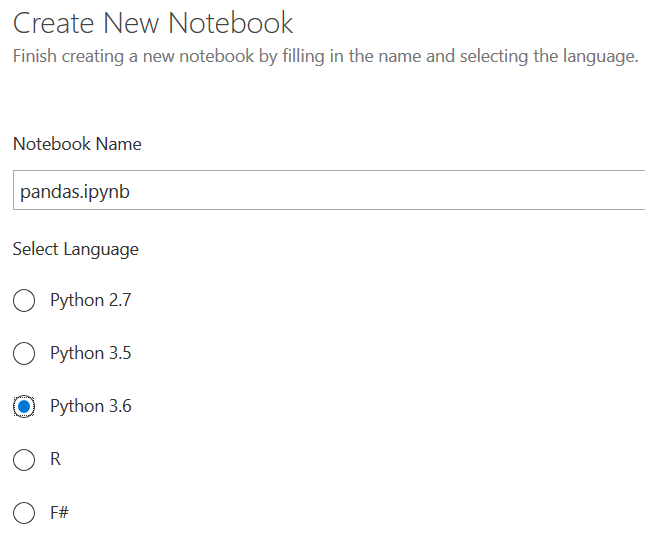 Create New Notebook
Finish creating a new notebook by filling in the name and selecting the language.
Notebook Name
pandas.ipynb
Select Language
Python 2.7
Python 3.5
Python 3.6
R
F#